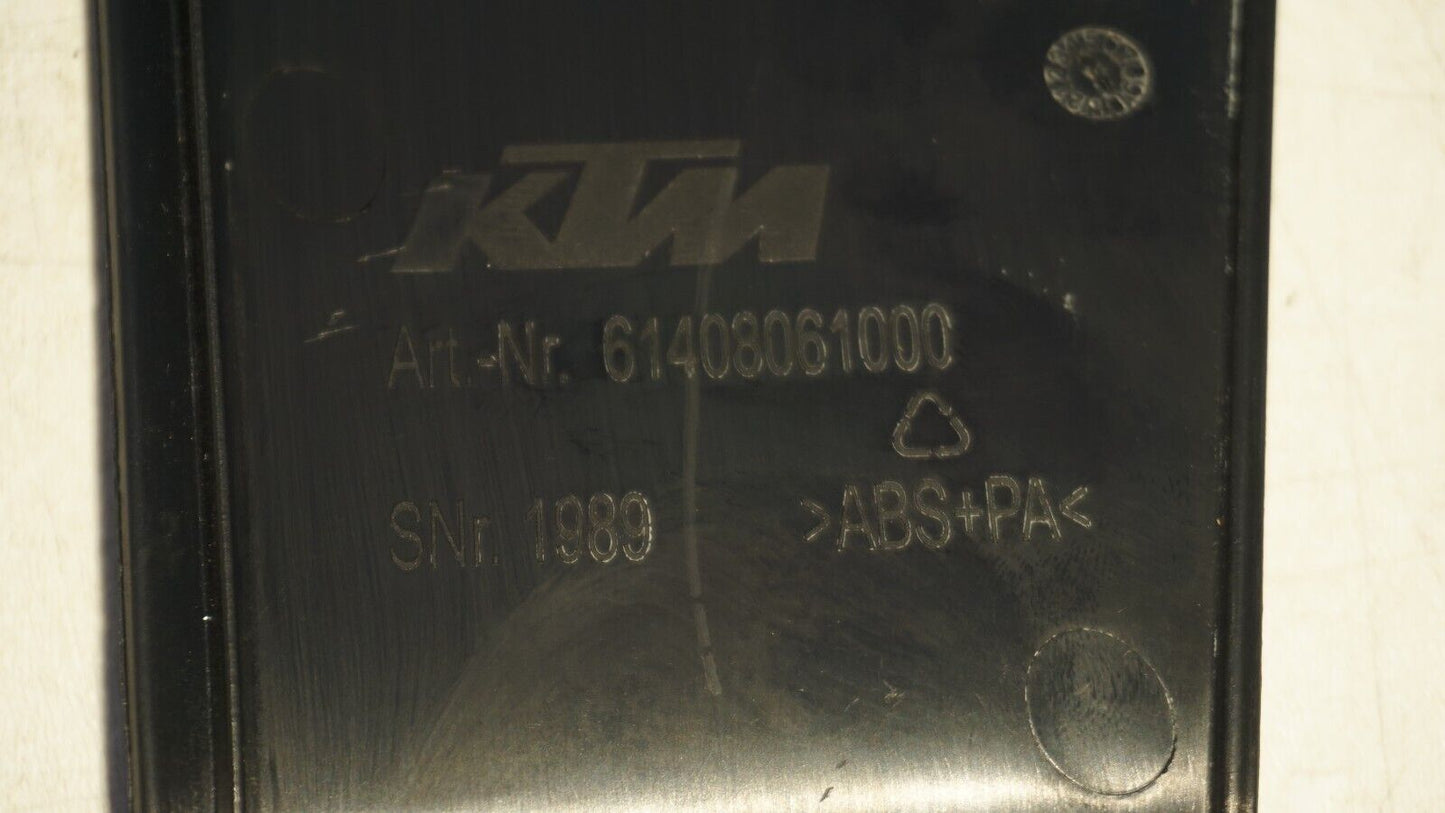 KTM
Art.-Nr. 61408061000
SNr. 1989 >ABS+PA<